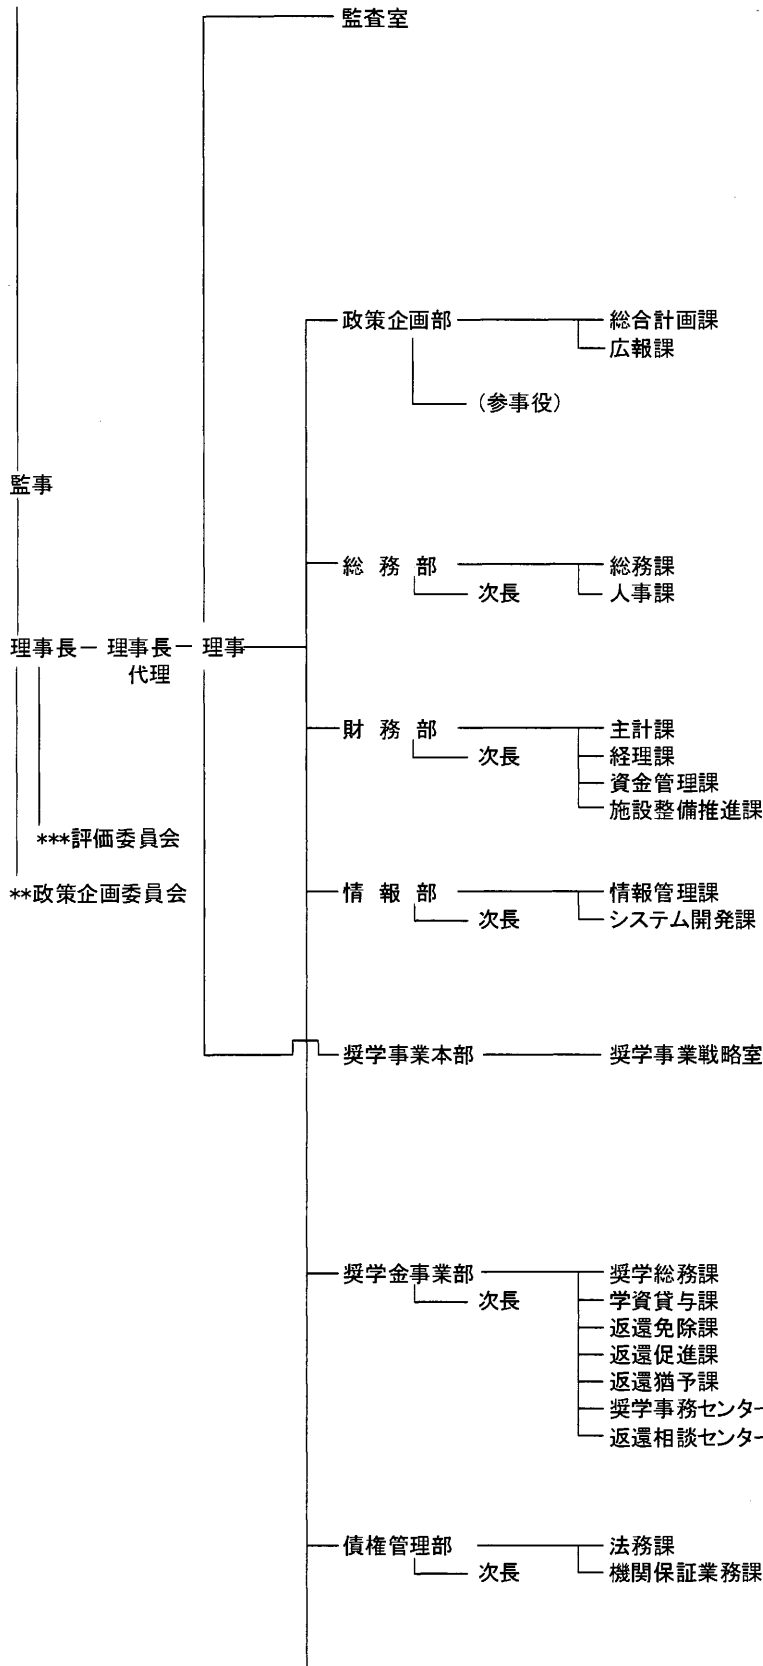 監査室
政策企画部
総合計画課
広報課
（参事役）
監事
総務部
次長
総務課
人事課
理事長
理事長
代理
理事
財務部
次長
主計課
経理課
資金管理課
施設整備推進課
***評価委員会
**政策企画委員会
情報部
次長
情報管理課
システム開発課
奨学事業本部
奨学事業戦略室
奨学金事業部
次長
奨学総務課
学資貸与課
返還免除課
返還促進課
返還猶予課
奨学事務センター
返還相談センター
債権管理部
次長
法務課
機関保証業務課